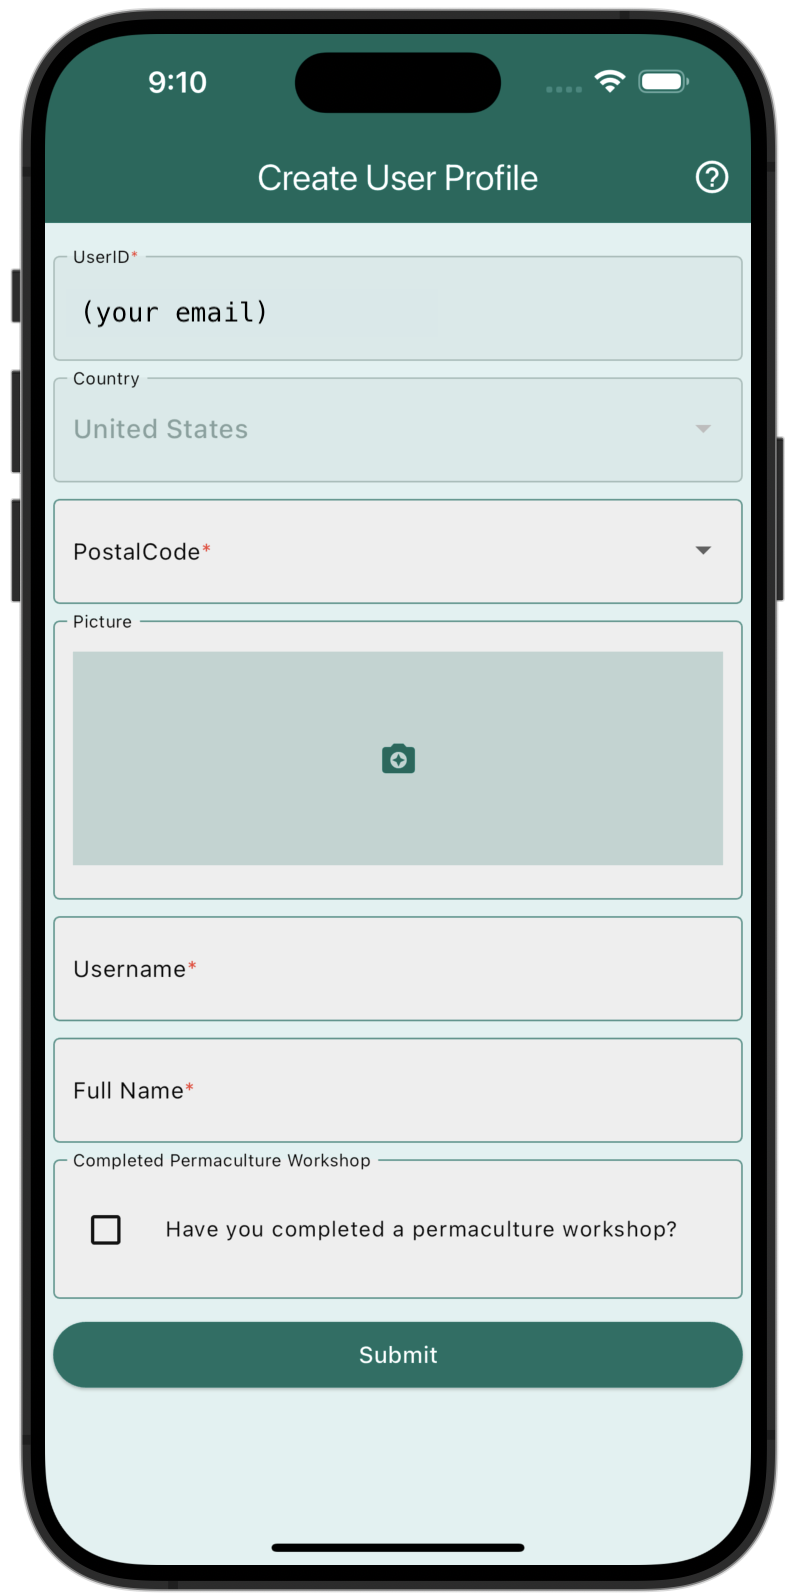 9:10
Create User Profile
UserID*
(your email)
Country
United States
PostalCode*
Picture
Username*
Full Name*
Completed Permaculture Workshop
Have you completed a permaculture workshop?
Submit